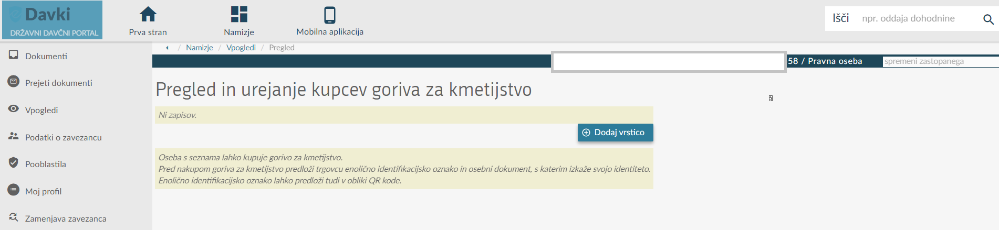 Davki
DRŽAVNI DAVČNI PORTAL
Prva stran
Namizje
Mobilna aplikacija
Išči
npr. oddaja dohodnine
Dokumenti
Prejeti dokumenti
Vpogledi
Podatki o zavezancu
Pooblastila
Moj profil
Zamenjava zavezanca
/ Namizje / Vpogledi / Pregled
58 / Pravna oseba
spremeni zastopanega
Pregled in urejanje kupcev goriva za kmetijstvo
Ni zapisov.
Dodaj vrstico
Oseba s seznama lahko kupuje gorivo za kmetijstvo.
Pred nakupom goriva za kmetijstvo predloži trgovcu enolično identifikacijsko oznako in osebni dokument, s katerim izkaže svojo identiteto.
Enolično identifikacijsko oznako lahko predloži tudi v obliki QR kode.